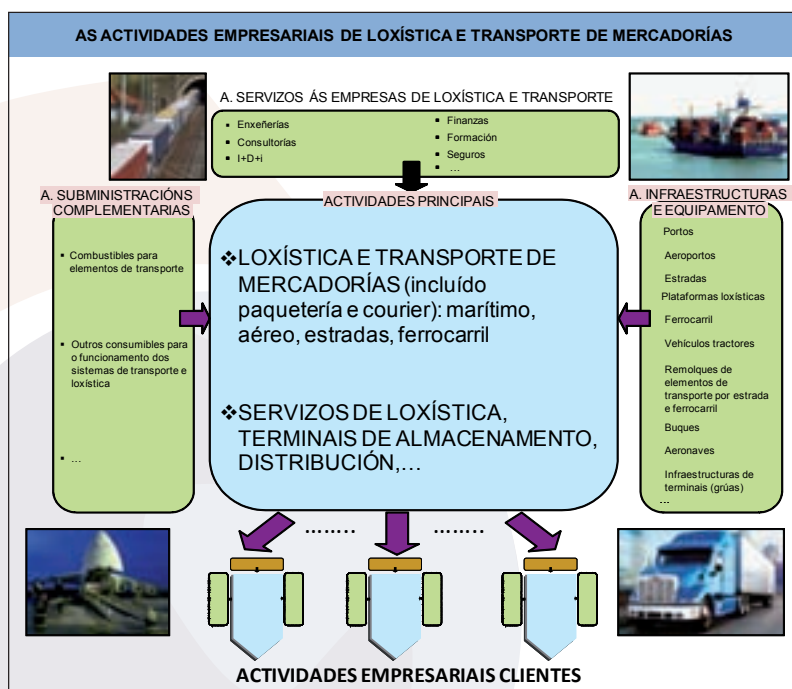 AS ACTIVIDADES EMPRESARIAIS DE LOXÍSTICA E TRANSPORTE DE MERCADORÍAS
A. SERVIZOS ÁS EMPRESAS DE LOXÍSTICA E TRANSPORTE
▪ Enxeñerías
▪ Consultorías
▪ I+D+i
▪ Finanzas
▪ Formación
▪ Seguros
▪ ...
A. SUBMINISTRACIÓNS
COMPLEMENTARIAS
▪ Combustibles para
elementos de transporte
▪ Outros consumibles para
o funcionamento dos
sistemas de transporte e
loxística
▪ ...
ACTIVIDADES PRINCIPAIS
❖LOXÍSTICA E TRANSPORTE DE
MERCADORÍAS (incluído
paquetería e courier): marítimo,
aéreo, estradas, ferrocarril
❖SERVIZOS DE LOXÍSTICA,
TERMINAIS DE ALMACENAMENTO,
DISTRIBUCIÓN,...
A. INFRAESTRUCTURAS
E EQUIPAMENTO
Portos
Aeroportos
Estradas
Plataformas loxísticas
Ferrocarril
Vehículos tractores
Remolques de
elementos de
transporte por estrada
e ferrocarril
Buques
Aeronaves
Infraestructuras de
terminais (grúas)
...
........ ........
ACTIVIDADES EMPRESARIAIS CLIENTES